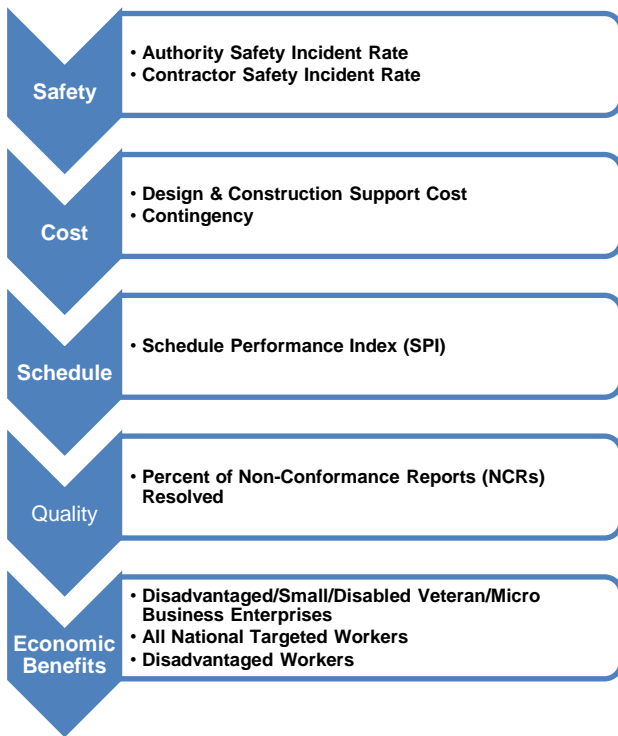 Safety
• Authority Safety Incident Rate
• Contractor Safety Incident Rate
Cost
• Design & Construction Support Cost
• Contingency
Schedule
• Schedule Performance Index (SPI)
Quality
• Percent of Non-Conformance Reports (NCRs)
Resolved
Economic
Benefits
• Disadvantaged/Small/Disabled Veteran/Micro
Business Enterprises
• All National Targeted Workers
• Disadvantaged Workers